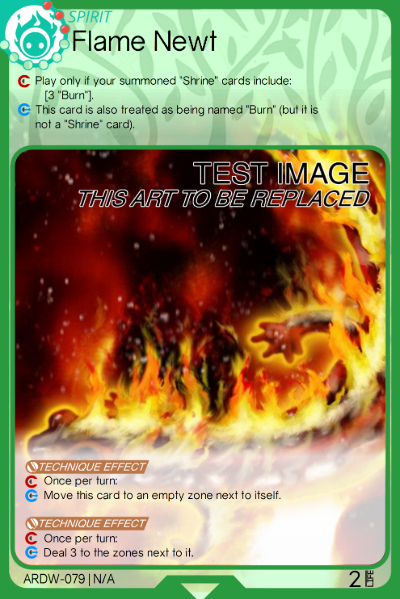 SPIRIT
Flame Newt
Play only if your summoned "Shrine" cards include:
[3 "Burn"].
This card is also treated as being named "Burn" (but it is
not a "Shrine" card).
TEST IMAGE
THIS ART TO BE REPLACED
TECHNIQUE EFFECT
Once per turn:
Move this card to an empty zone next to itself.
TECHNIQUE EFFECT
Once per turn:
Deal 3 to the zones next to it.
ARDW-079 | N/A
2 LIFE